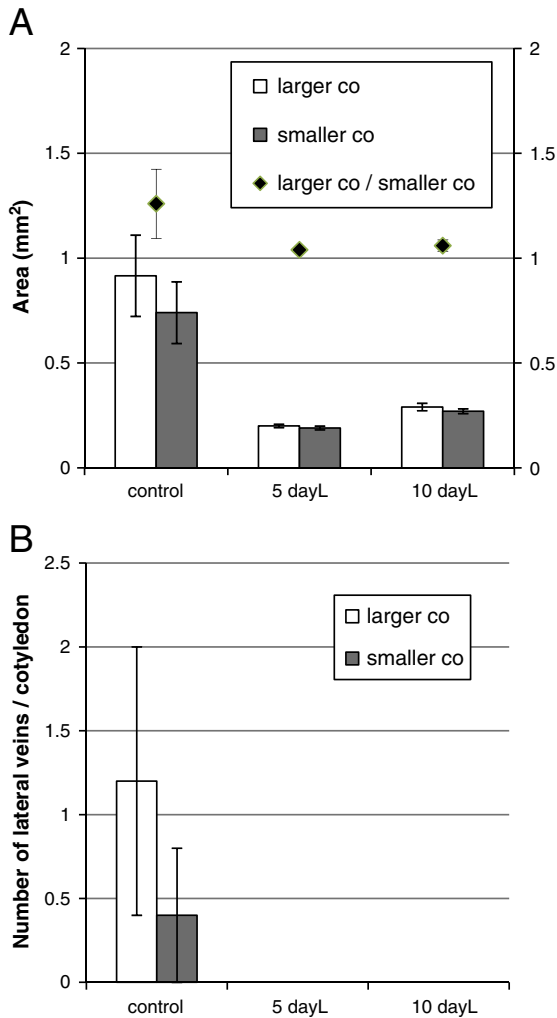 A
2
1.5
1
0.5
0
Area (mm²)
2
1.5
1
0.5
0
larger co
smaller co
larger co / smaller co
control
5 dayL
10 dayL
B
2.5
2
1.5
1
0.5
0
Number of lateral veins / cotyledon
larger co
smaller co
control
5 dayL
10 dayL